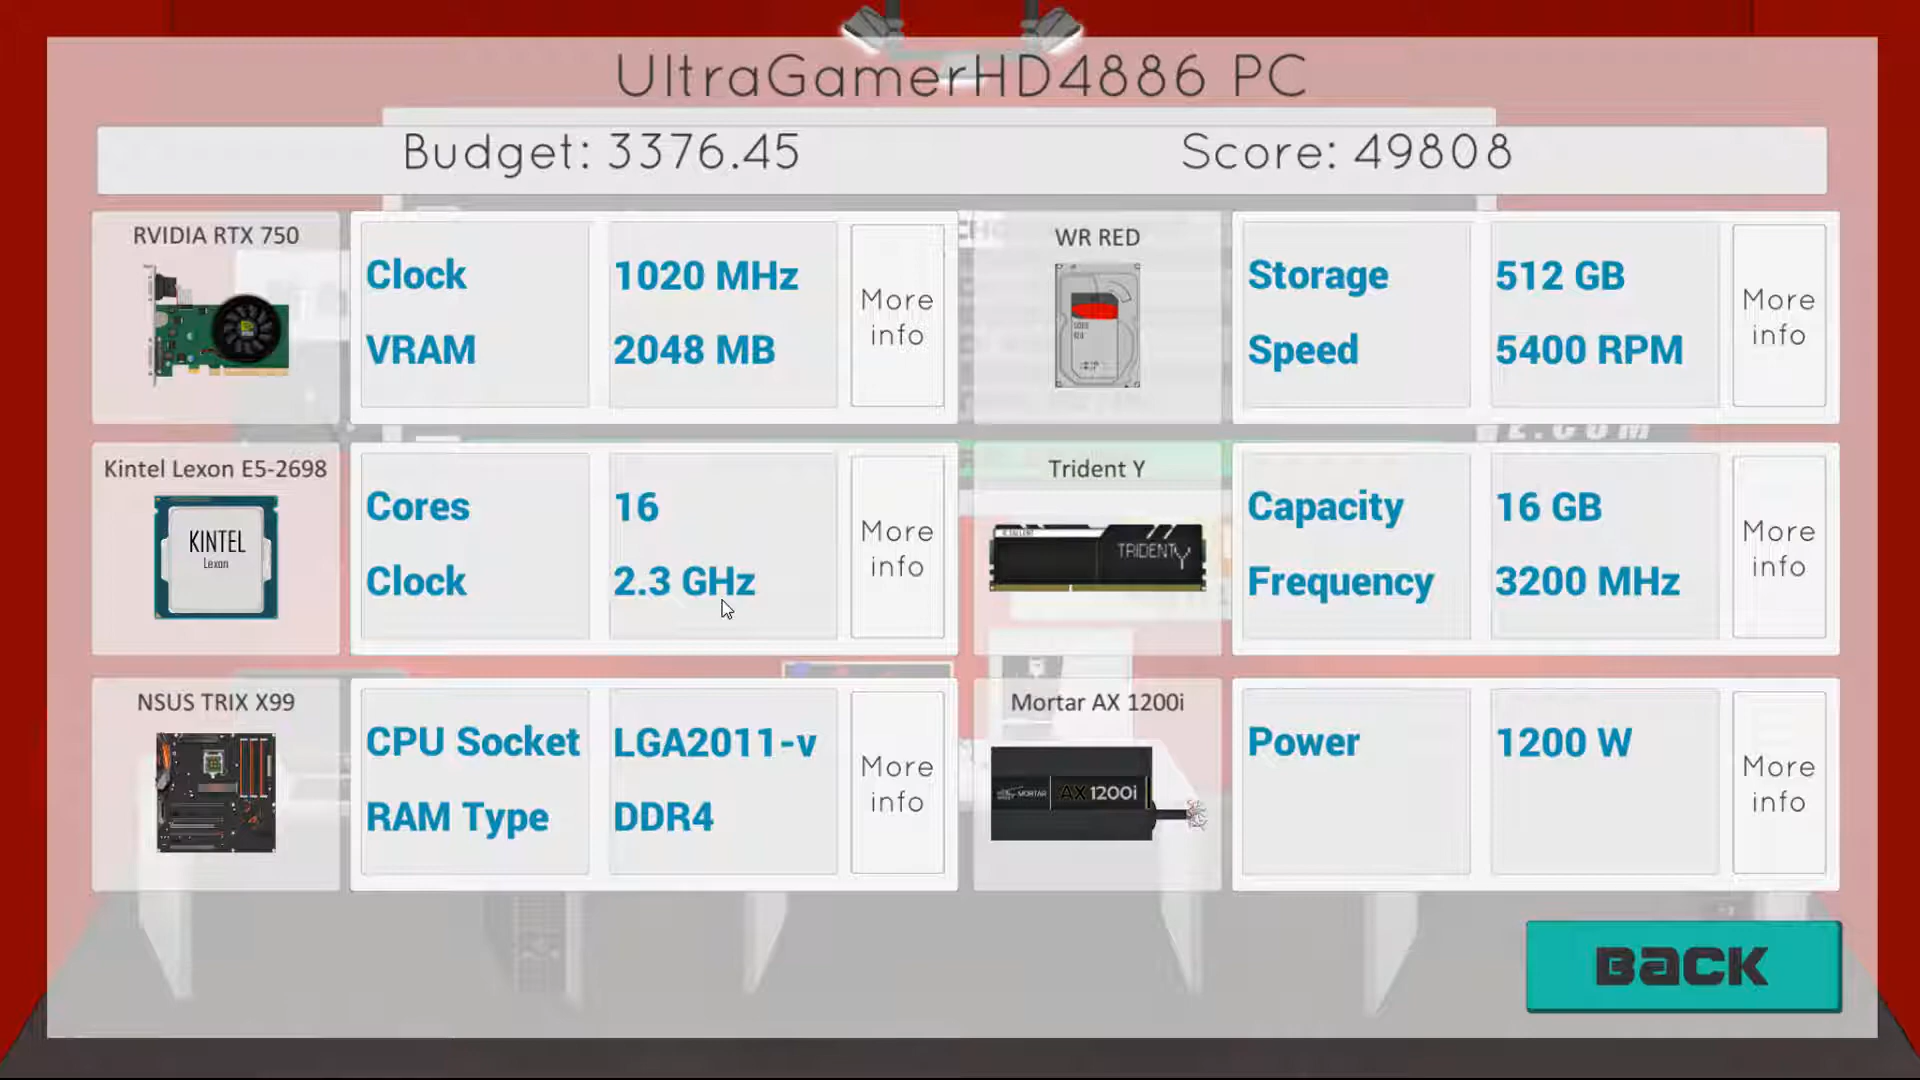 UltraGamerHD4886 PC
Budget: 3376.45
Score: 49808
RVIDIA RTX 750
Clock
1020 MHz
VRAM
2048 MB
More
info
WR RED
Storage
512 GB
Speed
5400 RPM
More
info
Kintel Lexon E5-2698
KINTEL
Lexon
Cores
16
Clock
2.3 GHz
More
info
Trident Y
TRIDENT Y
Capacity
16 GB
Frequency
3200 MHz
More
info
NSUS TRIX X99
CPU Socket
LGA2011-v
RAM Type
DDR4
More
info
Mortar AX 1200i
MORTAR
AX 1200i
Power
1200 W
More
info
BACK